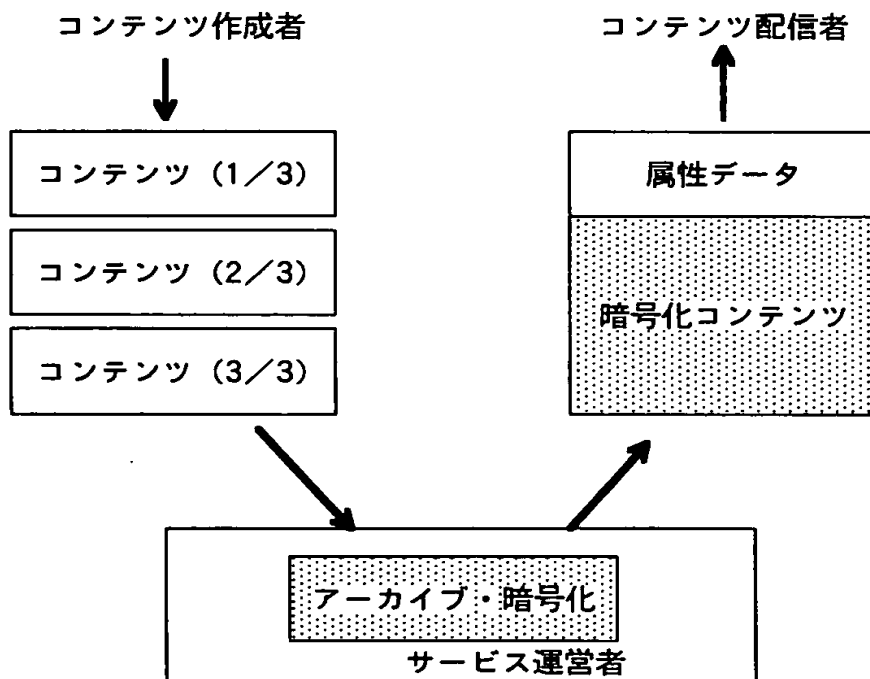 コンテンツ作成者
コンテンツ(1/3)
コンテンツ(2/3)
コンテンツ(3/3)
コンテンツ配信者
属性データ
暗号化コンテンツ
アーカイブ・暗号化
サービス運営者